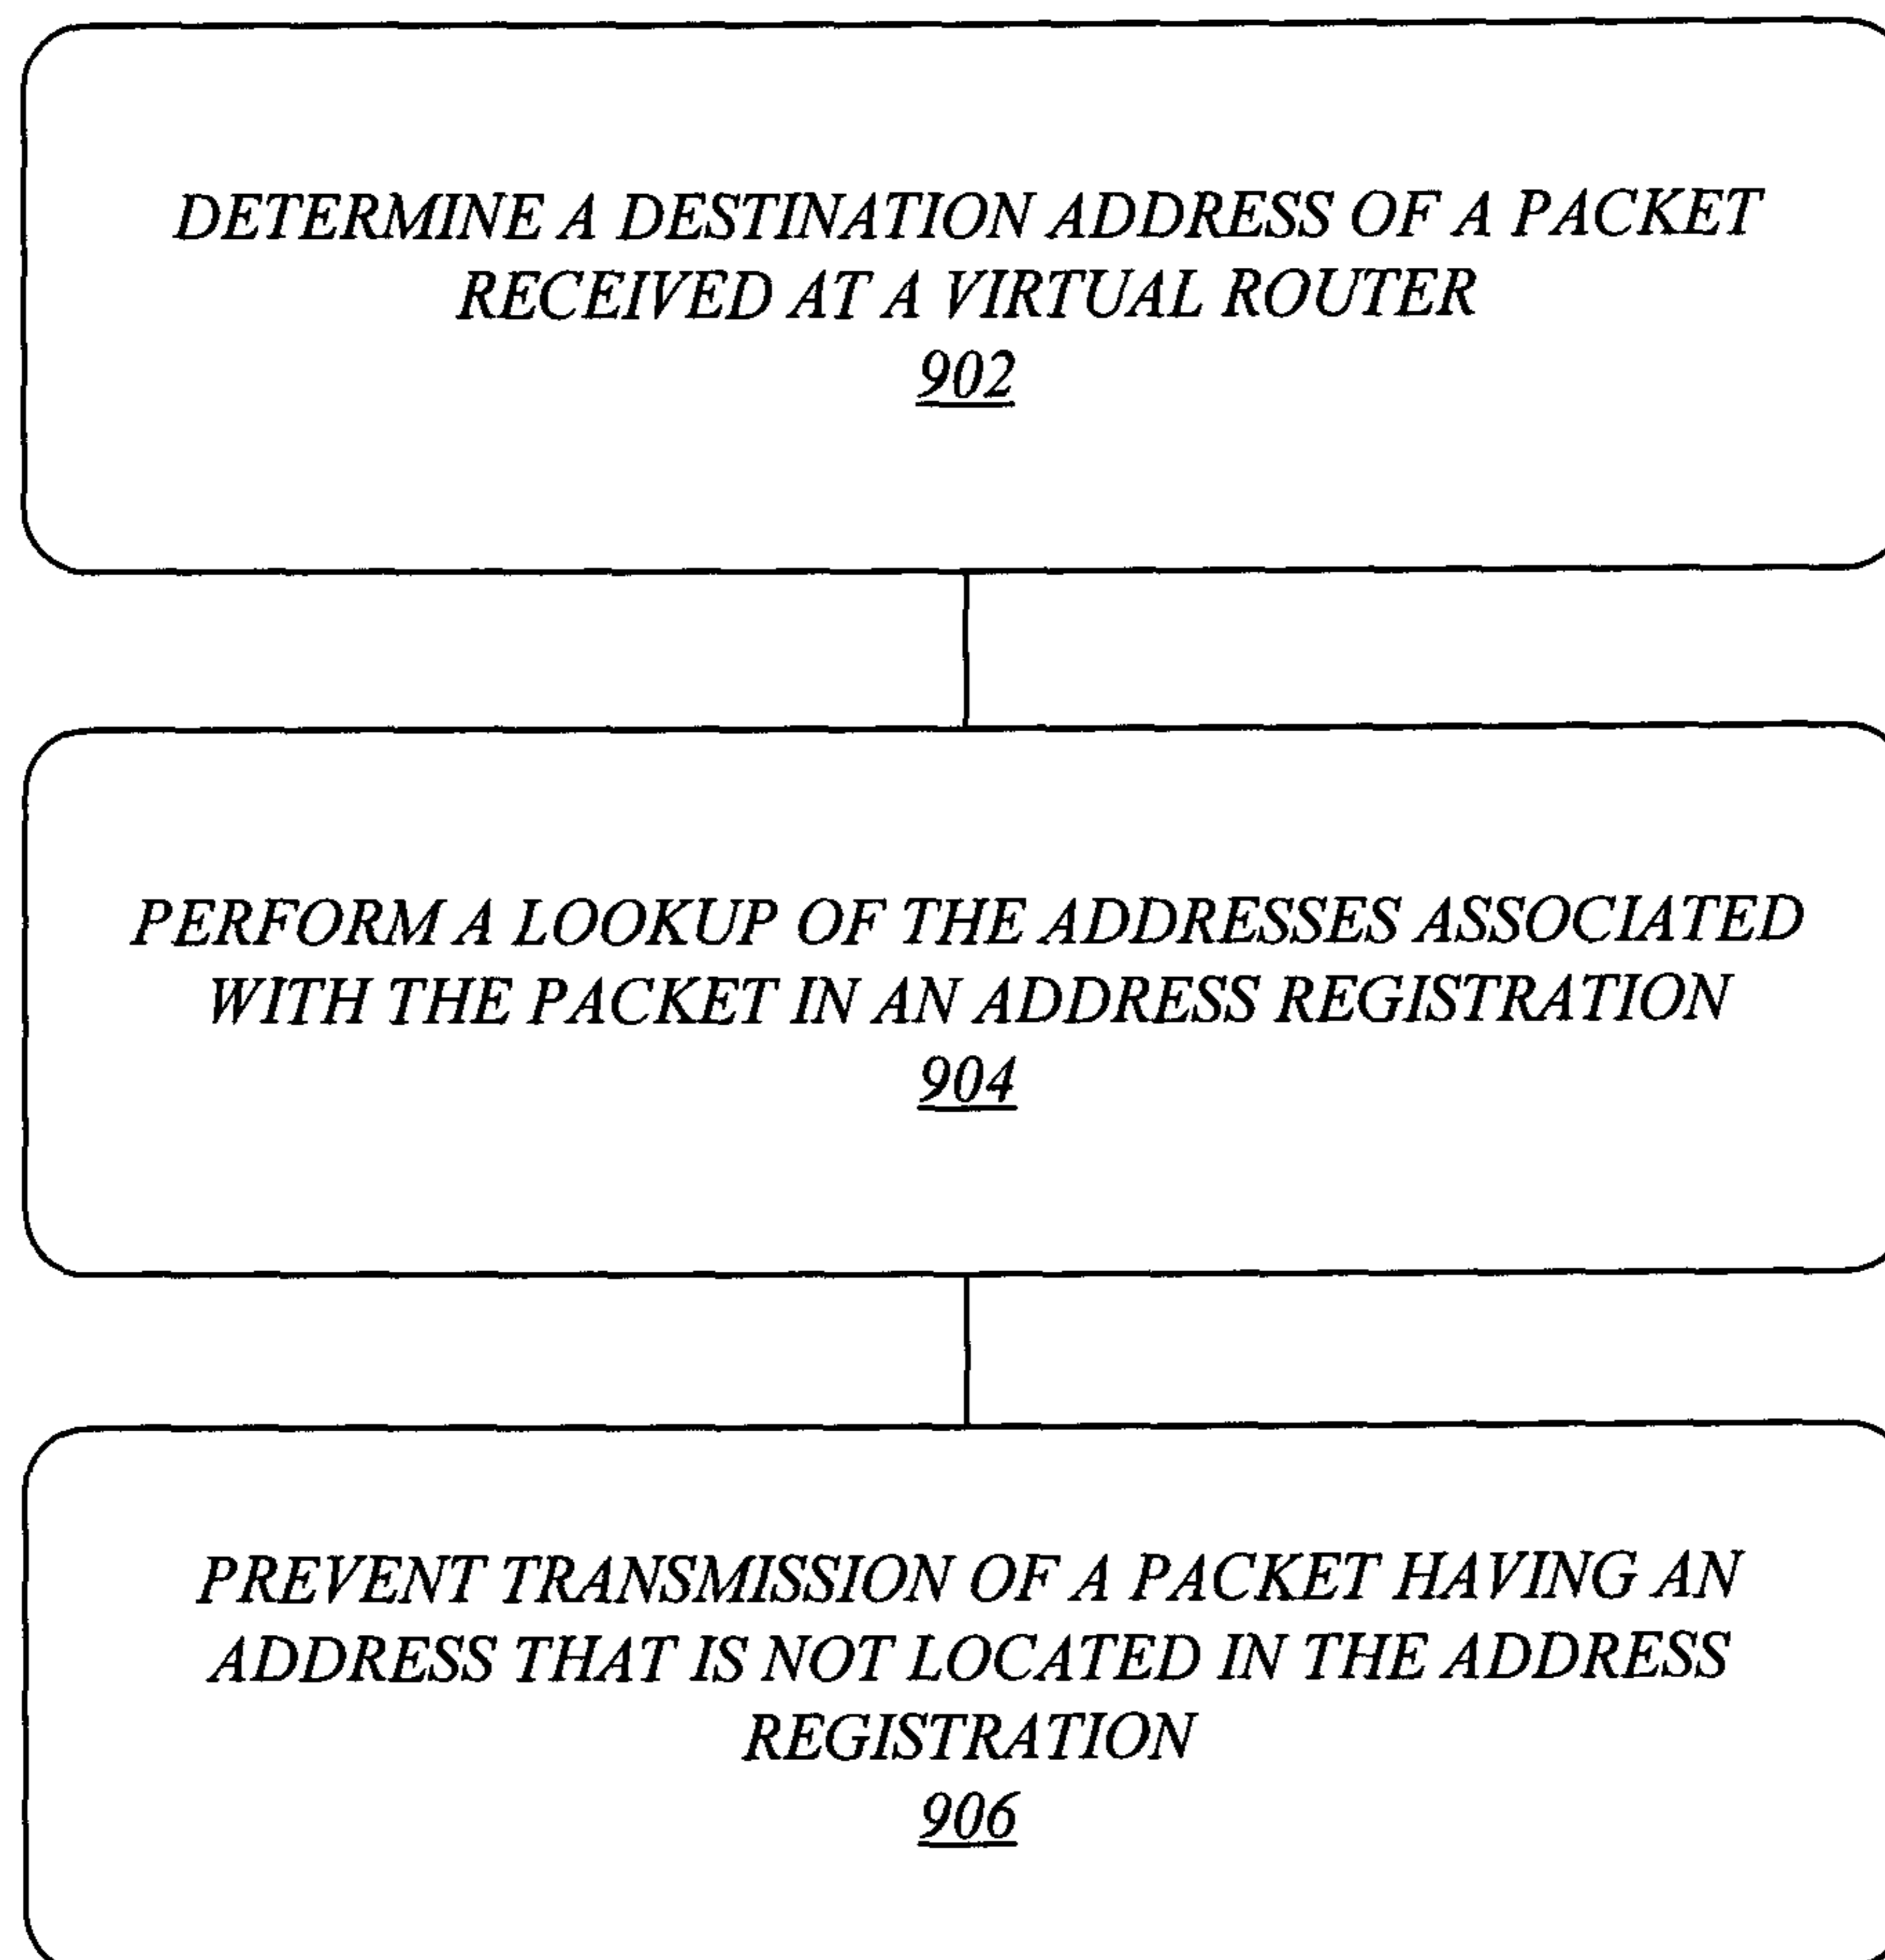 DETERMINE A DESTINATION ADDRESS OF A PACKET
RECEIVED AT A VIRTUAL ROUTER
902
PERFORM A LOOKUP OF THE ADDRESSES ASSOCIATED
WITH THE PACKET IN AN ADDRESS REGISTRATION
904
PREVENT TRANSMISSION OF A PACKET HAVING AN
ADDRESS THAT IS NOT LOCATED IN THE ADDRESS
REGISTRATION
906